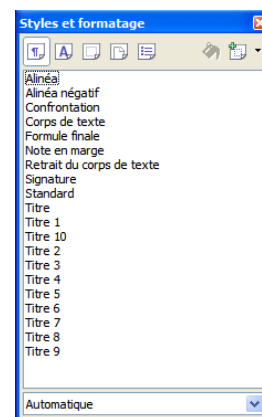 Styles et formatage
Alinéa
Alinéa négatif
Confrontation
Corps de texte
Formule finale
Note en marge
Retrait du corps de texte
Signature
Standard
Titre
Titre 1
Titre 10
Titre 2
Titre 3
Titre 4
Titre 5
Titre 6
Titre 7
Titre 8
Titre 9
Automatique